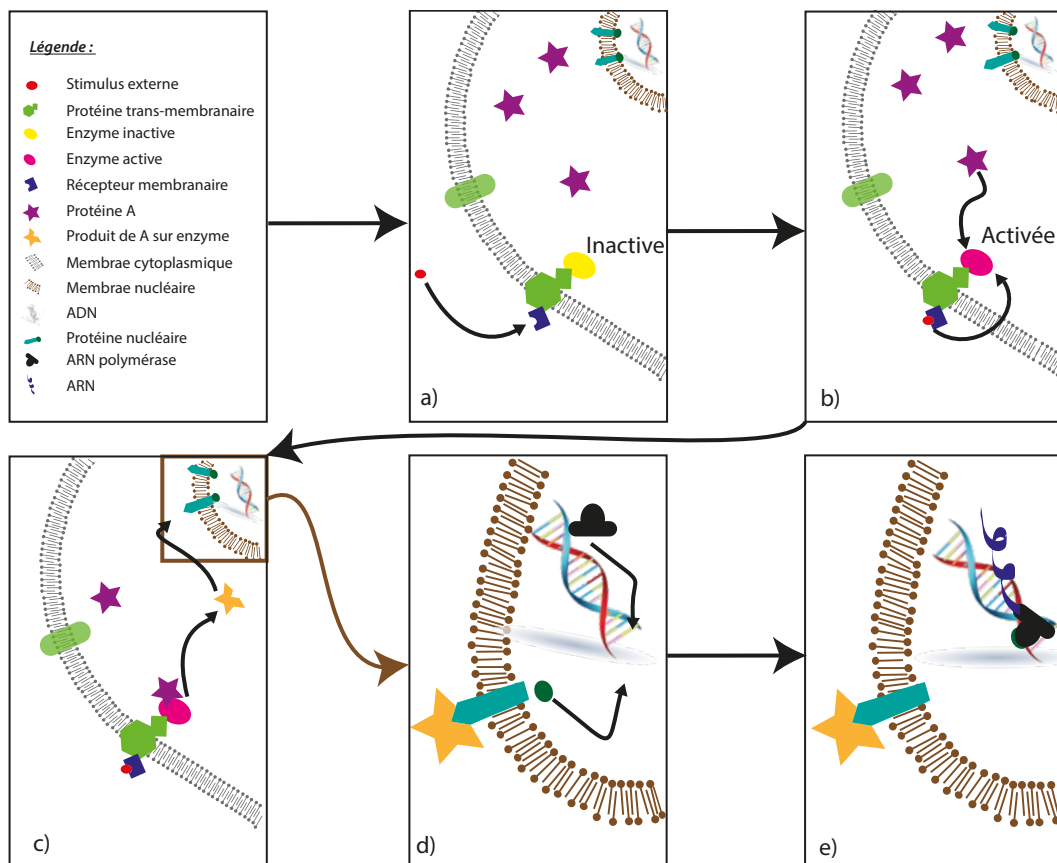 Légende :
Stimulus externe
Protéine trans-membranaire
Enzyme inactive
Enzyme active
Récepteur membranaire
Protéine A
Produit de A sur enzyme
Membrae cytoplasmique
Membrae nucléaire
ADN
Protéine nucléaire
ARN polymérase
ARN
Inactive
a)
Activée
b)
c)
d)
e)